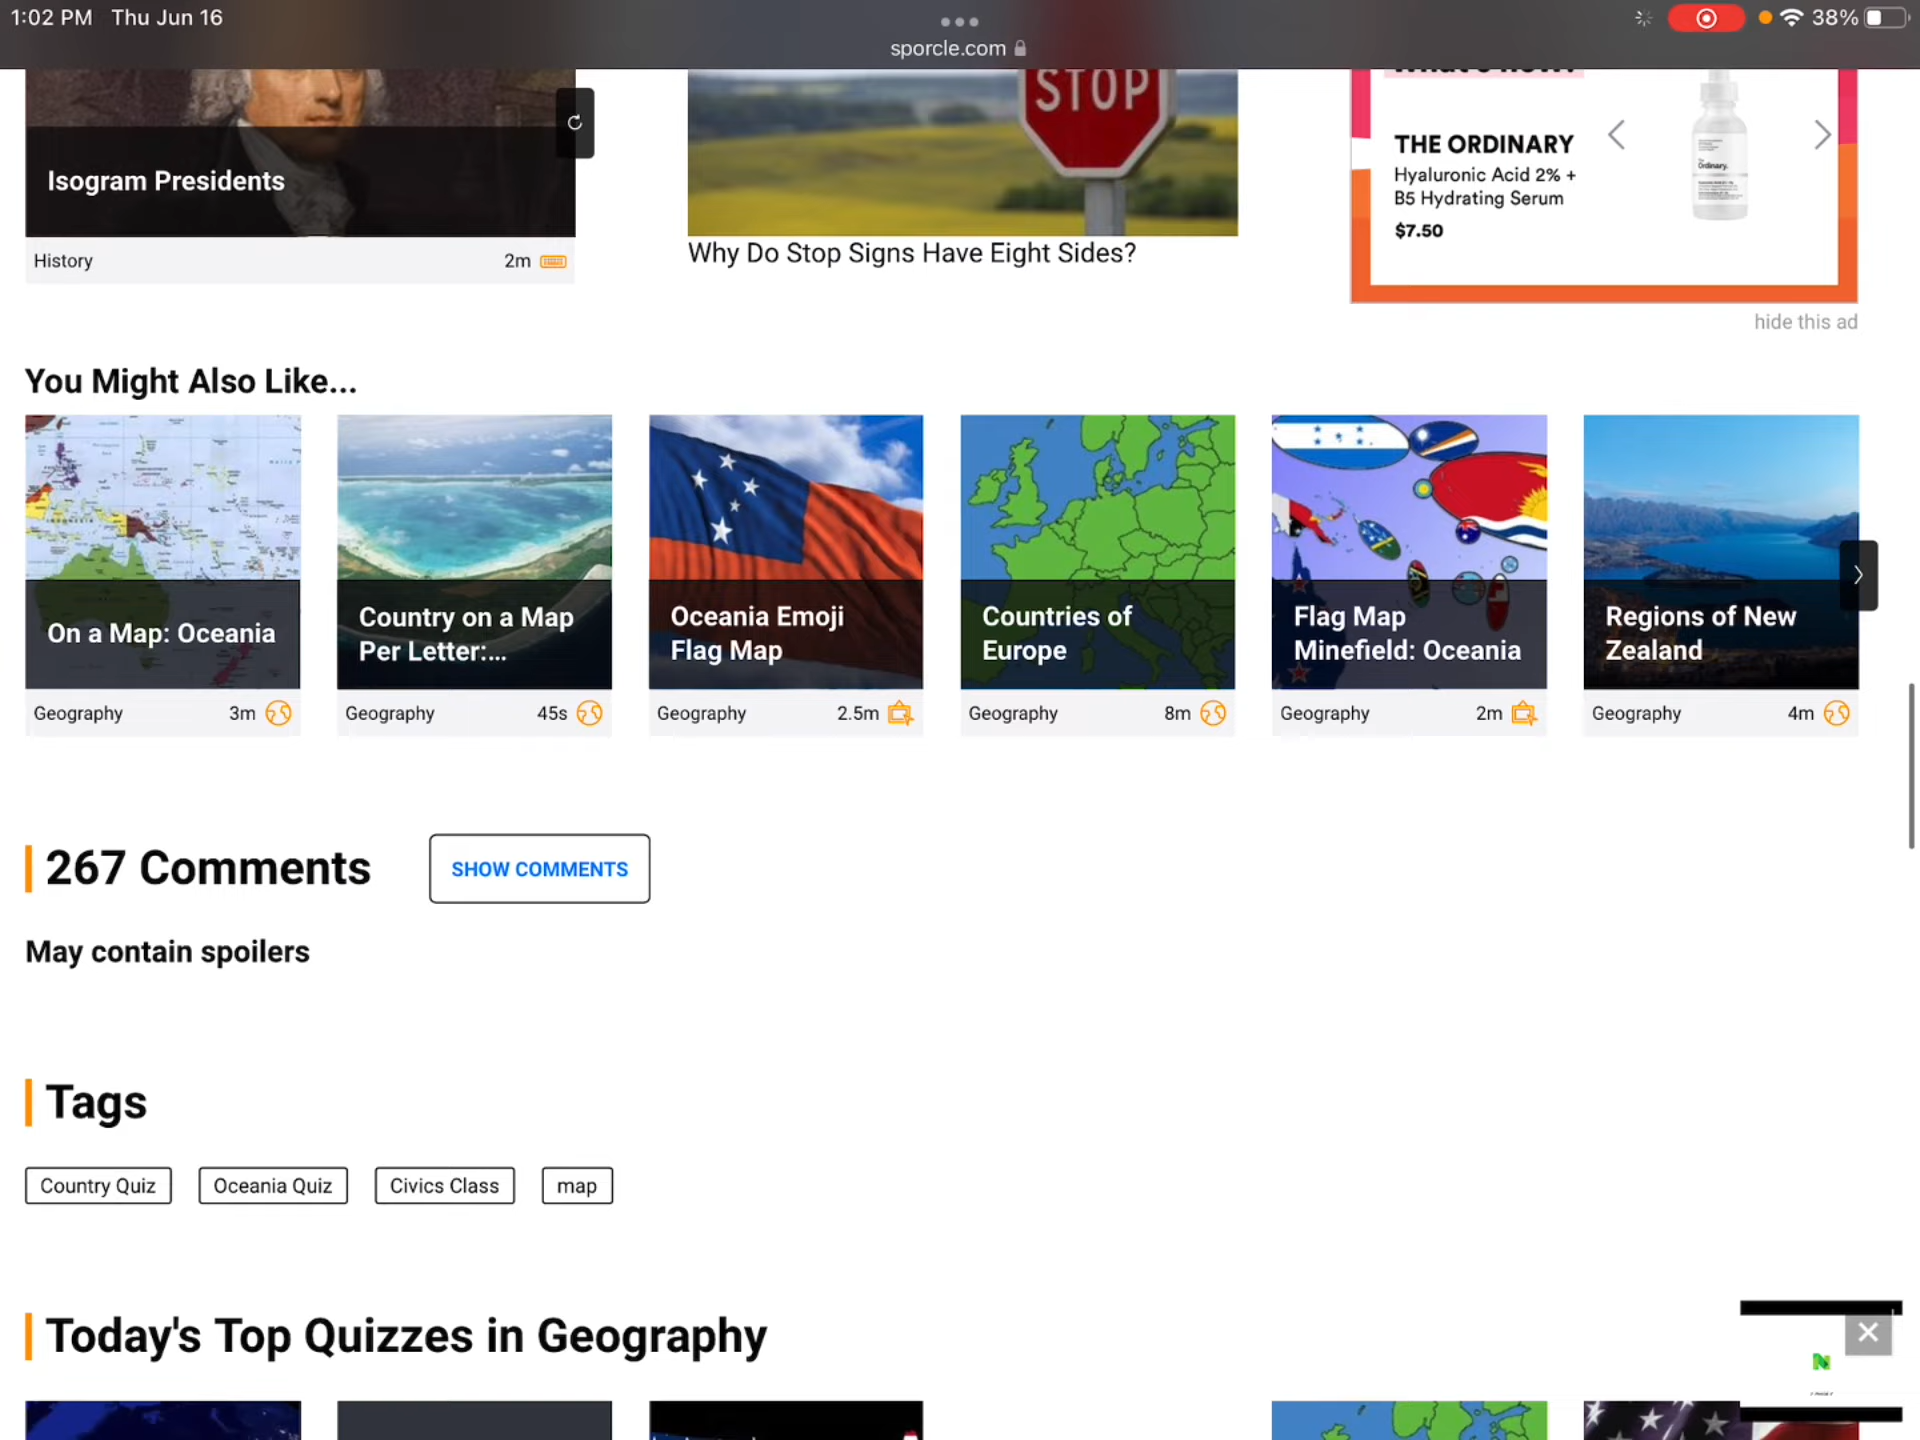 1:02 PM Thu Jun 16
38%
sporcle.com
STOP
What's new?
THE ORDINARY
Hyaluronic Acid 2% +
B5 Hydrating Serum
$7.50
Ordinary.
Isogram Presidents
History 2m
Why Do Stop Signs Have Eight Sides?
hide this ad
You Might Also Like...
INDONESIA
On a Map: Oceania
Geography 3m
Country on a Map
Per Letter:...
Geography 45s
Oceania Emoji
Flag Map
Geography 2.5m
Countries of
Europe
Geography 8m
Flag Map
Minefield: Oceania
Geography 2m
Regions of New
Zealand
Geography 4m
267 Comments
SHOW COMMENTS
May contain spoilers
Tags
Country Quiz
Oceania Quiz
Civics Class
map
Today's Top Quizzes in Geography
N